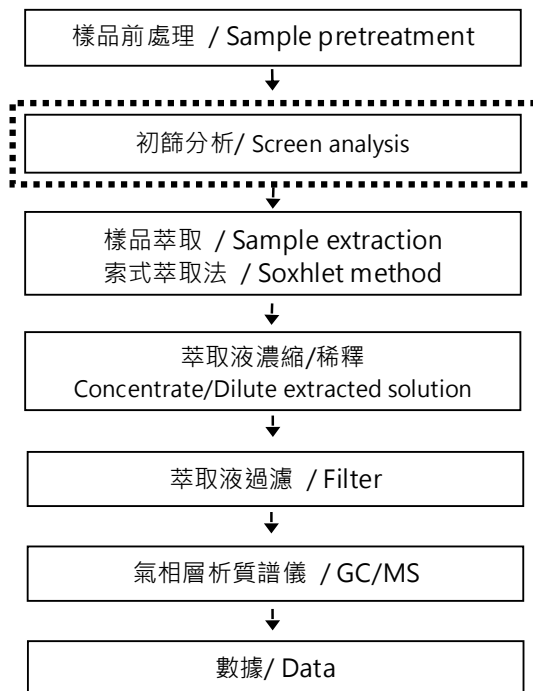 樣品前處理 / Sample pretreatment
初篩分析/ Screen analysis
樣品萃取 / Sample extraction
索式萃取法 / Soxhlet method
萃取液濃縮/稀釋
Concentrate/Dilute extracted solution
萃取液過濾 / Filter
氣相層析質譜儀 / GC/MS
數據/ Data